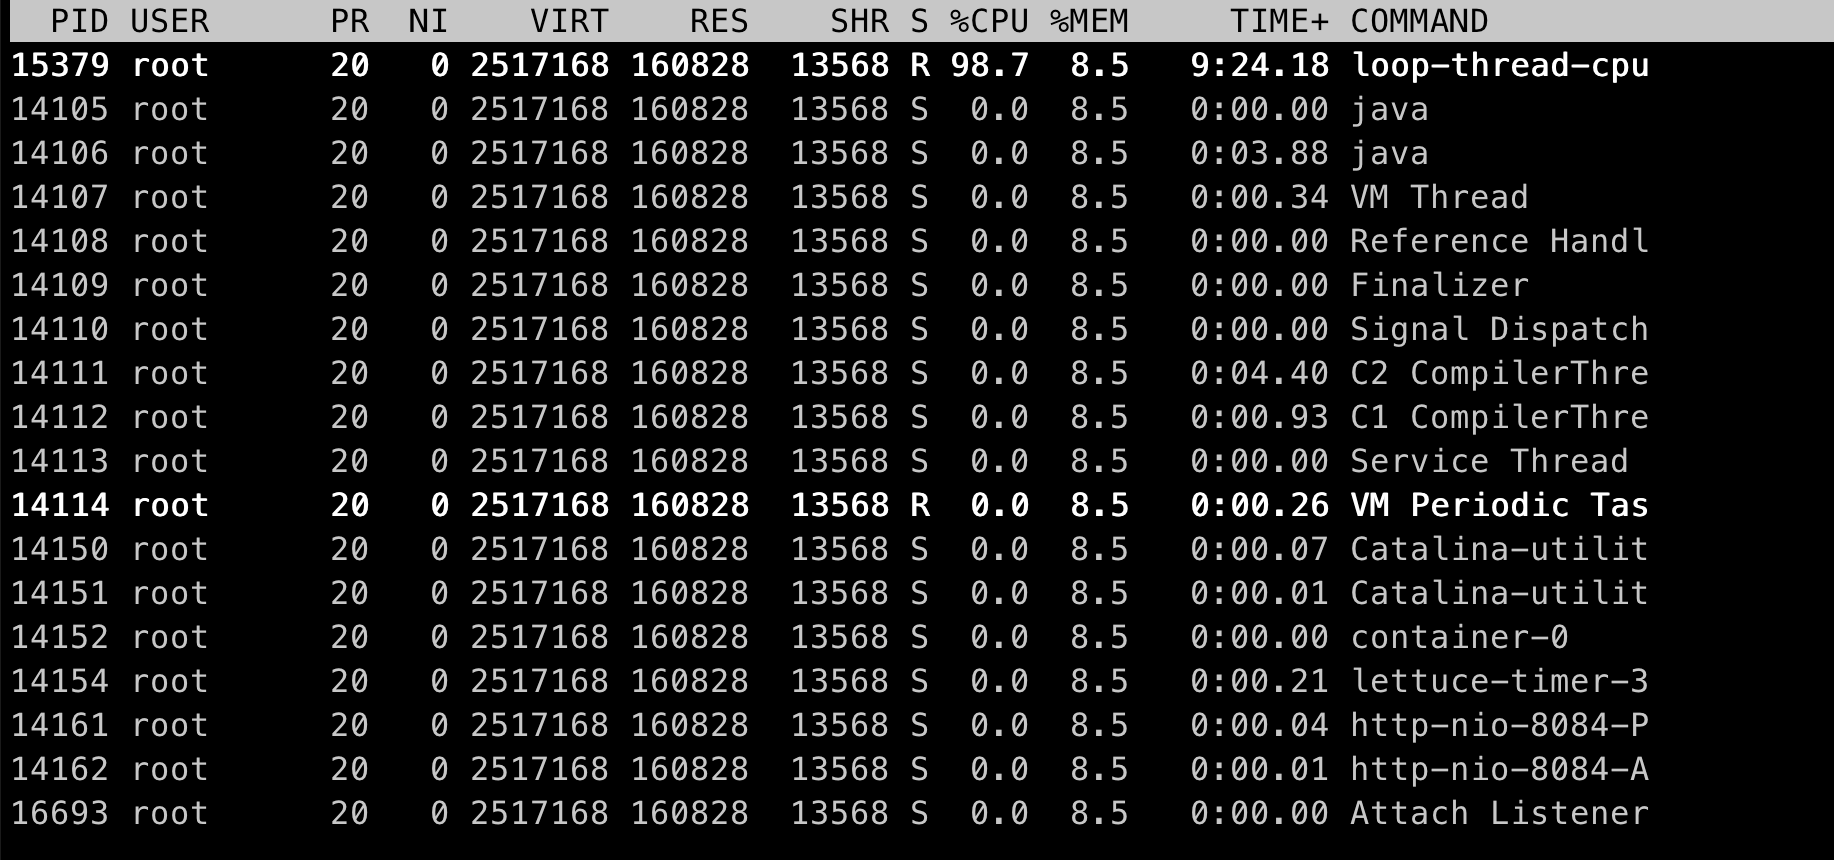 PID USER PR NI VIRT RES SHR S %CPU %MEM TIME+ COMMAND
15379 root 20 0 2517168 160828 13568 R 98.7 8.5 9:24.18 loop-thread-cpu
14105 root 20 0 2517168 160828 13568 S 0.0 8.5 0:00.00 java
14106 root 20 0 2517168 160828 13568 S 0.0 8.5 0:03.88 java
14107 root 20 0 2517168 160828 13568 S 0.0 8.5 0:00.34 VM Thread
14108 root 20 0 2517168 160828 13568 S 0.0 8.5 0:00.00 Reference Handl
14109 root 20 0 2517168 160828 13568 S 0.0 8.5 0:00.00 Finalizer
14110 root 20 0 2517168 160828 13568 S 0.0 8.5 0:00.00 Signal Dispatch
14111 root 20 0 2517168 160828 13568 S 0.0 8.5 0:04.40 C2 CompilerThre
14112 root 20 0 2517168 160828 13568 S 0.0 8.5 0:00.93 C1 CompilerThre
14113 root 20 0 2517168 160828 13568 S 0.0 8.5 0:00.00 Service Thread
14114 root 20 0 2517168 160828 13568 R 0.0 8.5 0:00.26 VM Periodic Tas
14150 root 20 0 2517168 160828 13568 S 0.0 8.5 0:00.07 Catalina-utilit
14151 root 20 0 2517168 160828 13568 S 0.0 8.5 0:00.01 Catalina-utilit
14152 root 20 0 2517168 160828 13568 S 0.0 8.5 0:00.00 container-0
14154 root 20 0 2517168 160828 13568 S 0.0 8.5 0:00.21 lettuce-timer-3
14161 root 20 0 2517168 160828 13568 S 0.0 8.5 0:00.04 http-nio-8084-P
14162 root 20 0 2517168 160828 13568 S 0.0 8.5 0:00.01 http-nio-8084-A
16693 root 20 0 2517168 160828 13568 S 0.0 8.5 0:00.00 Attach Listener